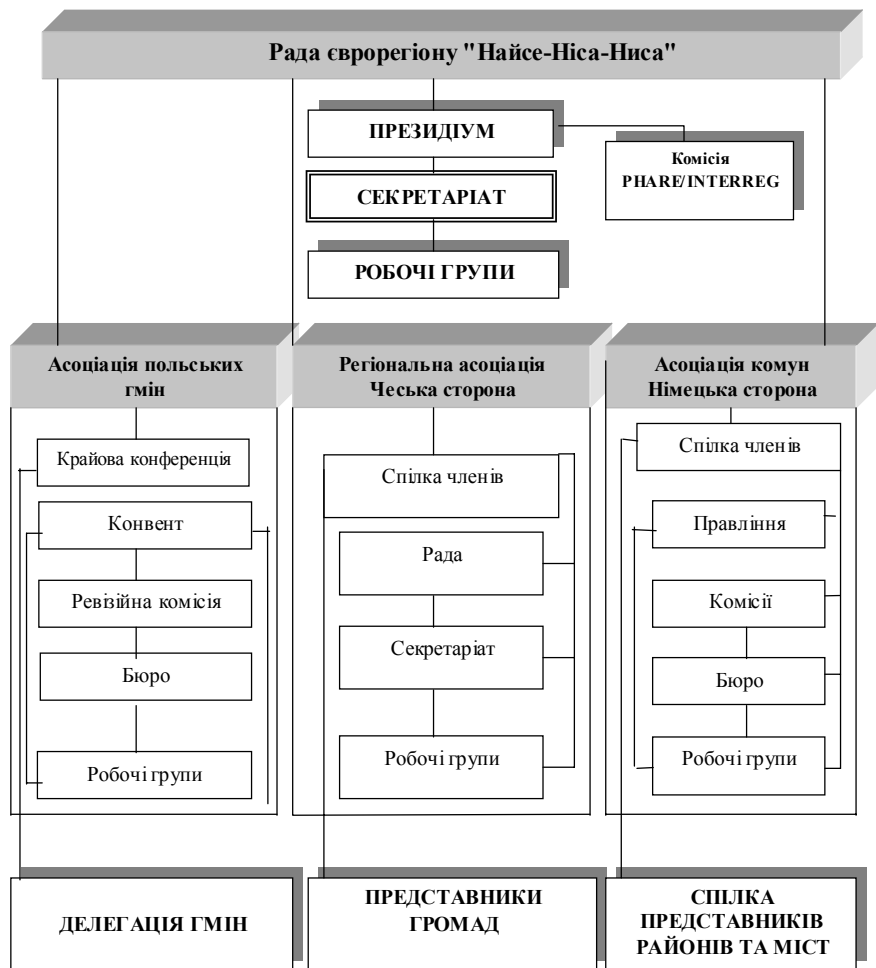 Рада єврорегіону "Найсе-Ніса-Ниса"
ПРЕЗИДІУМ
Комісія
PHARE/INTERREG
СЕКРЕТАРІАТ
РОБОЧІ ГРУПИ
Асоціація польських
гмін
Крайова конференція
Конвент
Ревізійна комісія
Бюро
Робочі групи
Регіональна асоціація
Чеська сторона
Спілка членів
Рада
Секретаріат
Робочі групи
Асоціація комун
Німецька сторона
Спілка членів
Правління
Комісії
Бюро
Робочі групи
ДЕЛЕГАЦІЯ ГМІН
ПРЕДСТАВНИКИ
ГРОМАД
СПІЛКА
ПРЕДСТАВНИКІВ
РАЙОНІВ ТА МІСТ